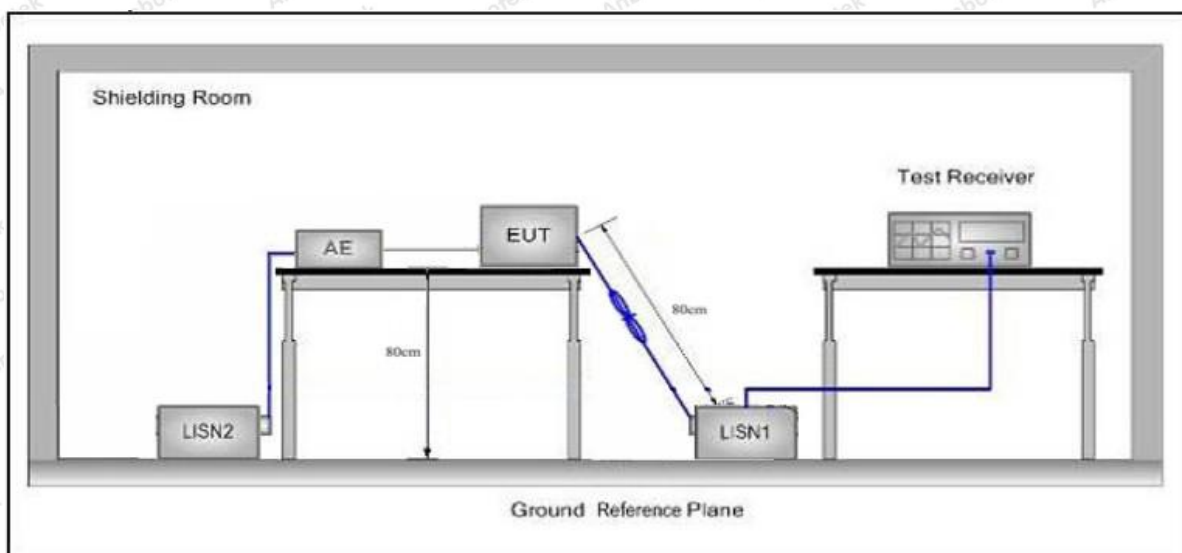 Shielding Room
Test Receiver
EUT
AE
80cm
80cm
LISN2
LISN1
Ground Reference Plane